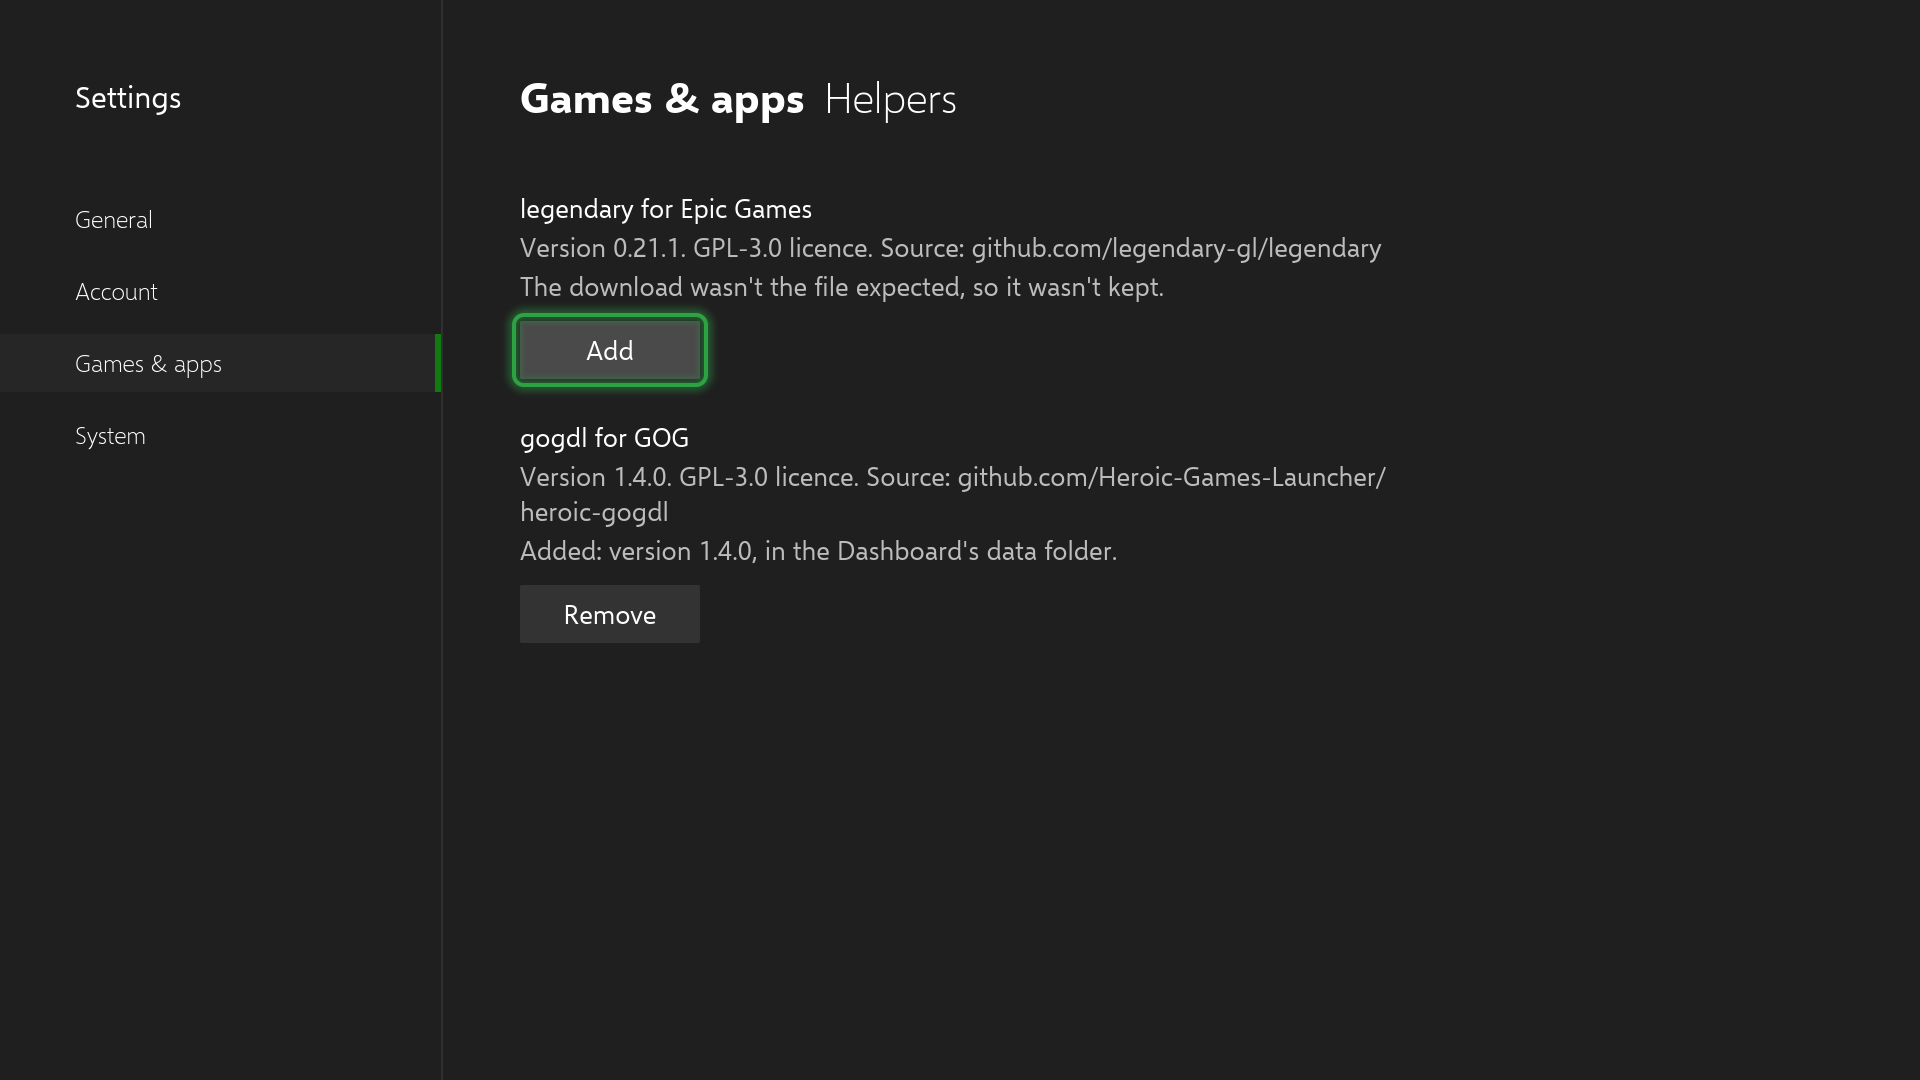 Settings
General
Account
Games & apps
System
Games & apps Helpers
legendary for Epic Games
Version 0.21.1. GPL-3.0 licence. Source: github.com/legendary-gl/legendary
The download wasn't the file expected, so it wasn't kept.
Add
gogdl for GOG
Version 1.4.0. GPL-3.0 licence. Source: github.com/Heroic-Games-Launcher/
heroic-gogdl
Added: version 1.4.0, in the Dashboard's data folder.
Remove